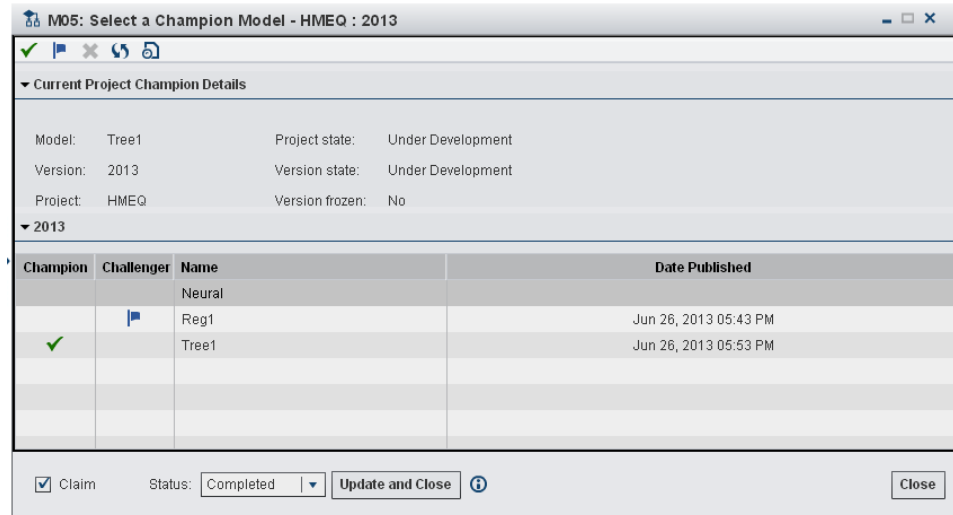 M05: Select a Champion Model - HMEQ : 2013
Current Project Champion Details
Model: Tree1 Project state: Under Development
Version: 2013 Version state: Under Development
Project: HMEQ Version frozen: No
2013
Champion Challenger Name Date Published
Neural
Reg1 Jun 26, 2013 05:43 PM
Tree1 Jun 26, 2013 05:53 PM
Claim Status: Completed Update and Close Close